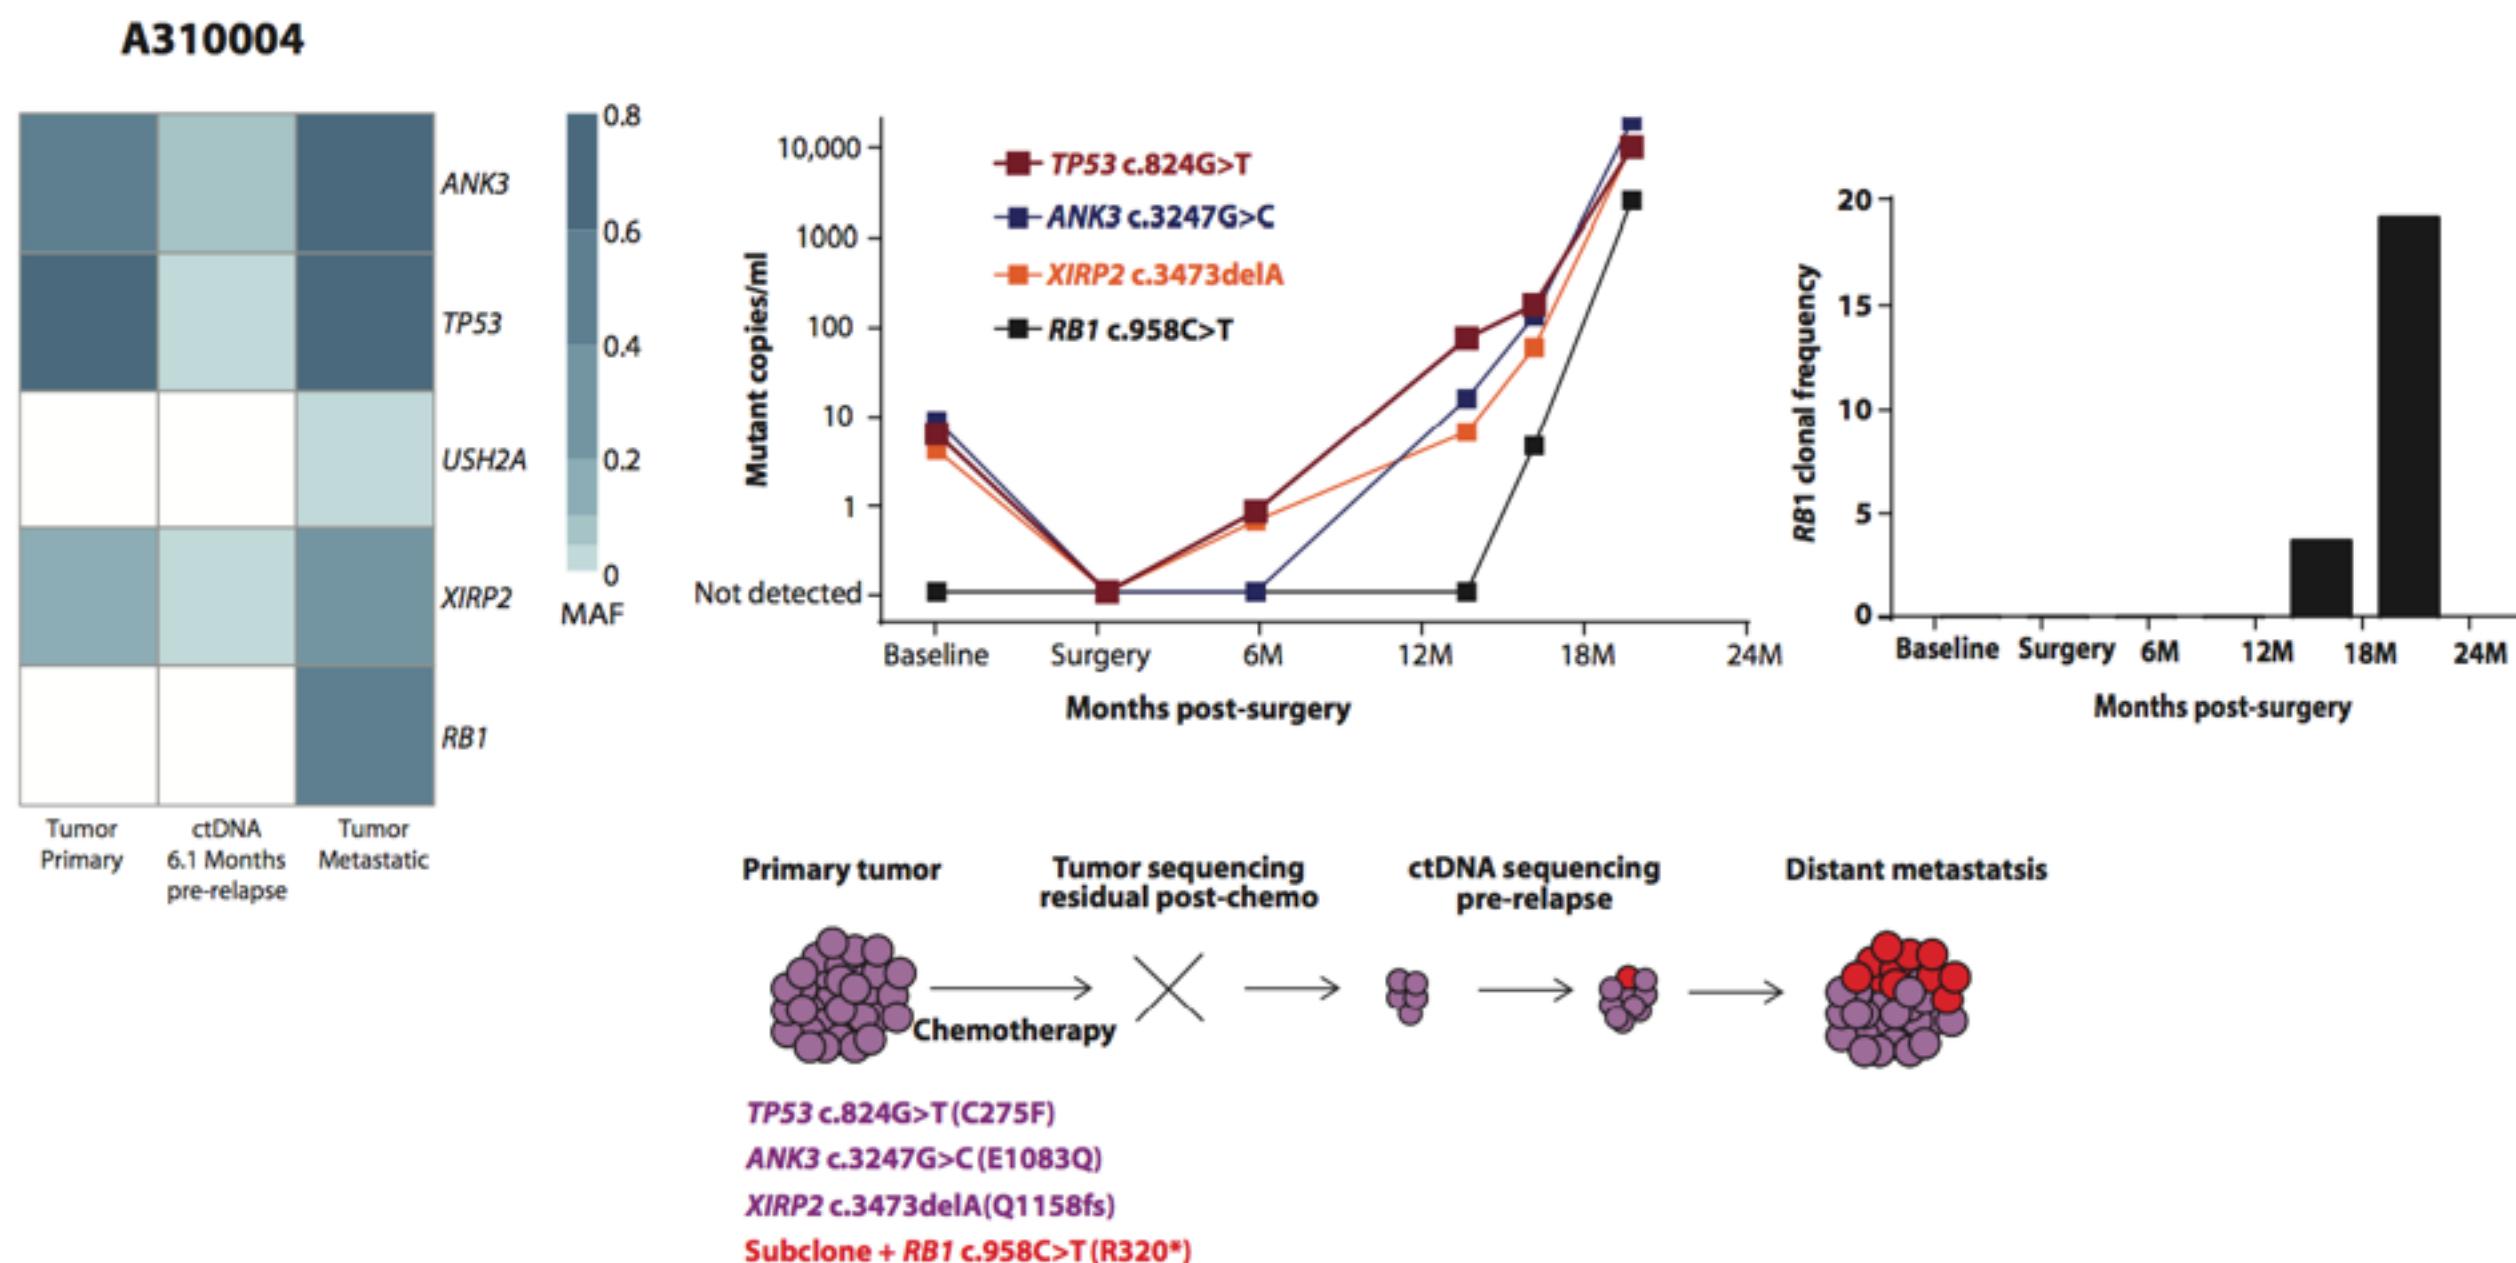 A310004
0.8
0.6
0.4
0.2
0
MAF
ANK3
TP53
USH2A
XIRP2
RB1
Tumor
Primary
ctDNA
6.1 Months
pre-relapse
Tumor
Metastatic
Mutant copies/ml
10,000
1000
100
10
1
Not detected
TP53 c.824G>T
ANK3 c.3247G>C
XIRP2 c.3473delA
RB1 c.958C>T
Baseline
Surgery
6M
12M
18M
24M
Months post-surgery
RB1 clonal frequency
20
15
10
5
0
Baseline
Surgery
6M
12M
18M
24M
Months post-surgery
Primary tumor
Tumor sequencing
residual post-chemo
ctDNA sequencing
pre-relapse
Distant metastatsis
Chemotherapy
TP53 c.824G>T (C275F)
ANK3 c.3247G>C (E1083Q)
XIRP2 c.3473delA(Q1158fs)
Subclone + RB1 c.958C>T (R320*)